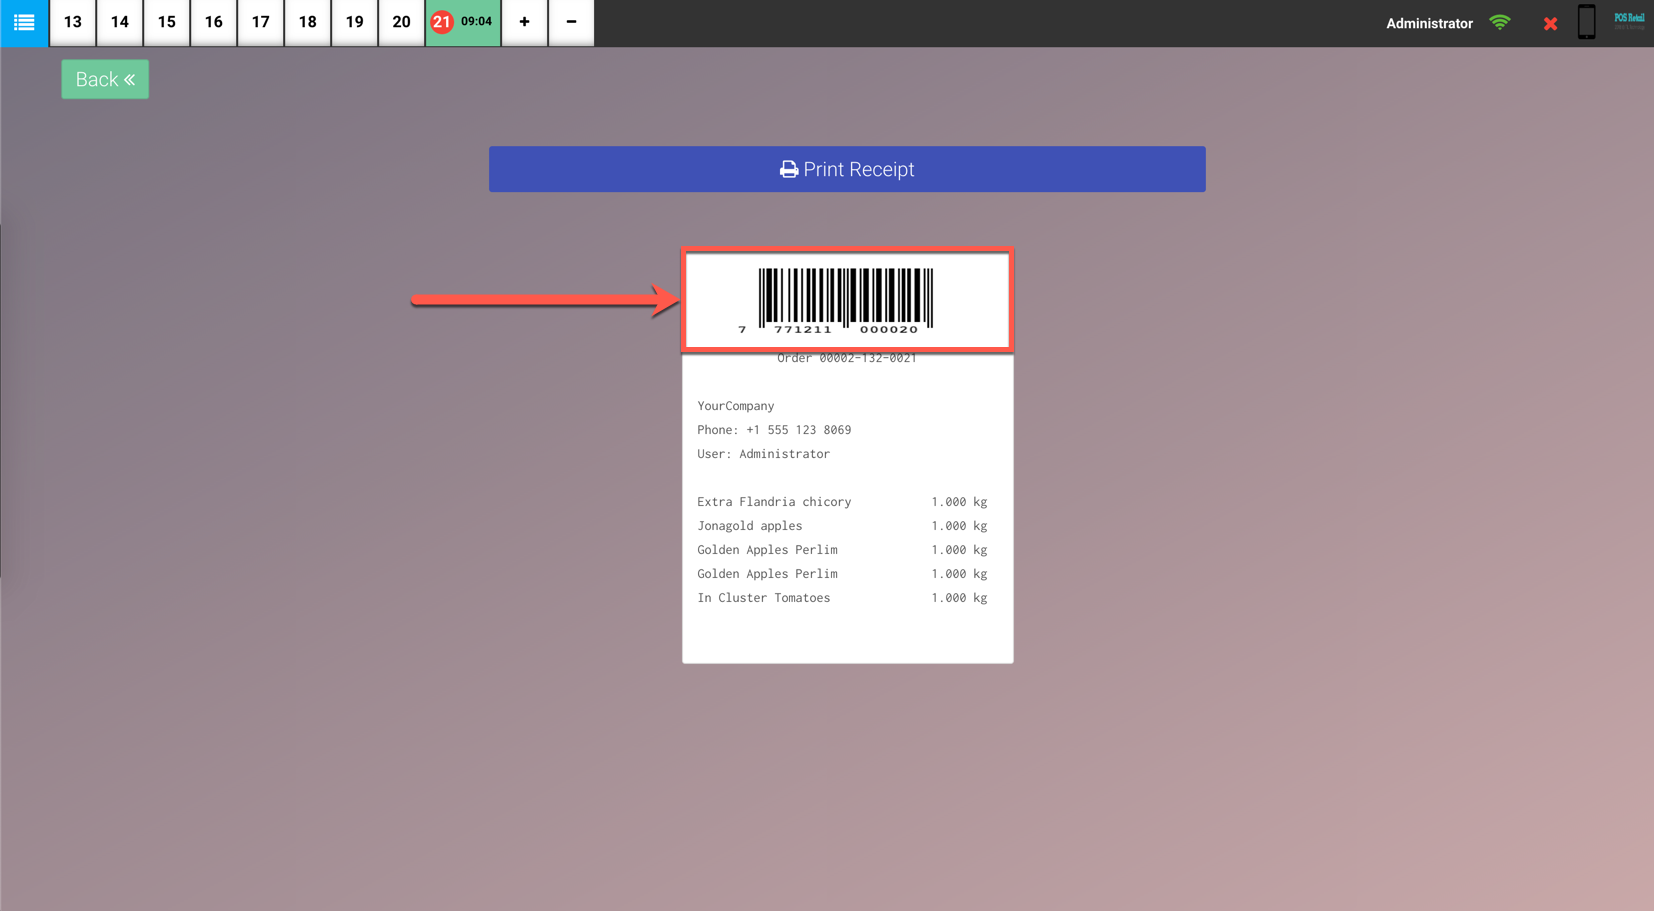 13 14 15 16 17 18 19 20 21 09:04 + − Administrator POS Retail
Back «
Print Receipt
7 771211 000020
Order 00002-132-0021
YourCompany
Phone: +1 555 123 8069
User: Administrator
Extra Flandria chicory 1.000 kg
Jonagold apples 1.000 kg
Golden Apples Perlim 1.000 kg
Golden Apples Perlim 1.000 kg
In Cluster Tomatoes 1.000 kg